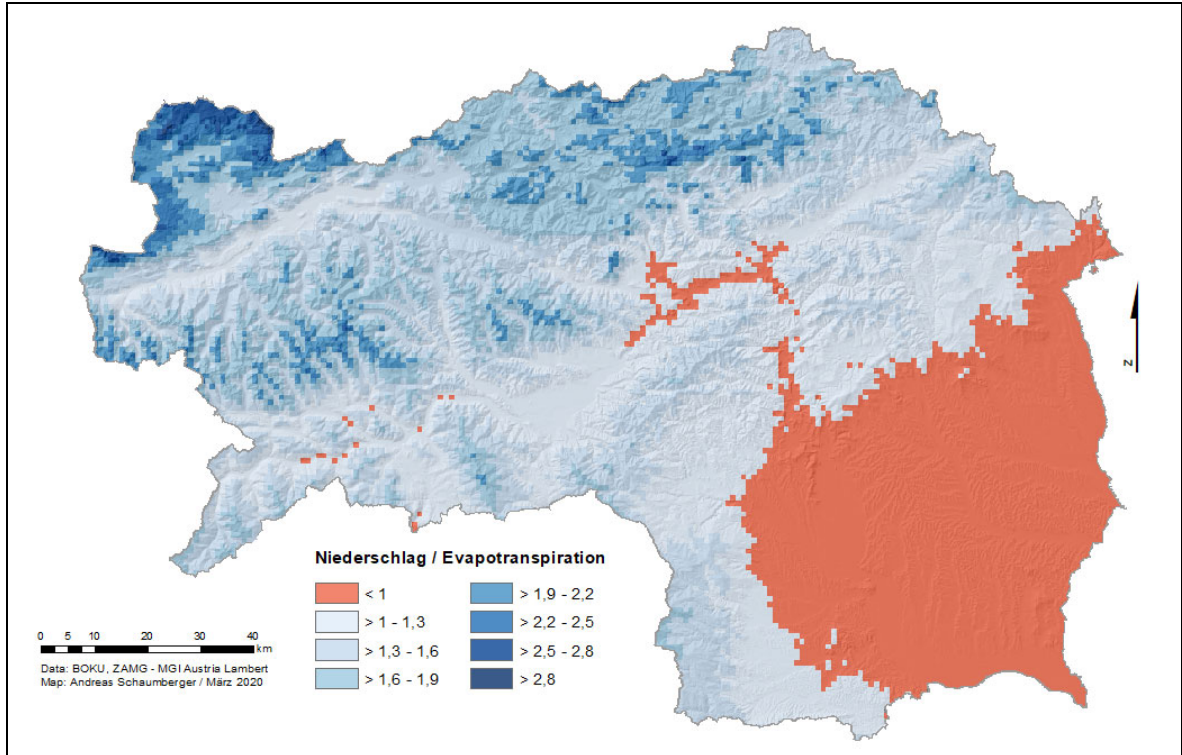 Niederschlag / Evapotranspiration
< 1
> 1 - 1,3
> 1,3 - 1,6
> 1,6 - 1,9
> 1,9 - 2,2
> 2,2 - 2,5
> 2,5 - 2,8
> 2,8
0 5 10 20 30 40
km
Data: BOKU, ZAMG - MGI Austria Lambert
Map: Andreas Schaumberger / März 2020
N